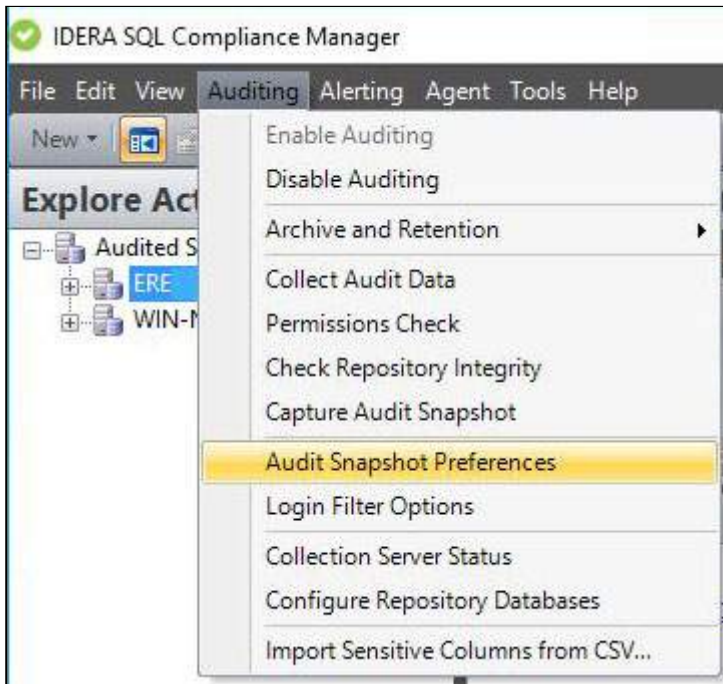 IDERA SQL Compliance Manager
File Edit View Auditing Alerting Agent Tools Help
New
Explore Act
Audited S
ERE
WIN-N
Enable Auditing
Disable Auditing
Archive and Retention
Collect Audit Data
Permissions Check
Check Repository Integrity
Capture Audit Snapshot
Audit Snapshot Preferences
Login Filter Options
Collection Server Status
Configure Repository Databases
Import Sensitive Columns from CSV...